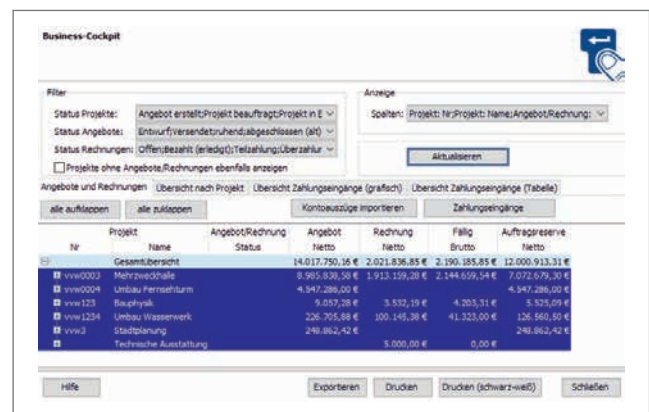 Business-Cockpit
Filter
Status Projekte: Angebot erstellt;Projekt beauftragt;Projekt in E
Status Angebote: Entwurf;versendet;ruhend;abgeschlossen (alt)
Status Rechnungen: Offen;Bezahlt (erledigt);Teilzahlung;Überzahlur
Projekte ohne Angebote/Rechnungen ebenfalls anzeigen
Anzeige
Spalten: Projekt: Nr;Projekt: Name;Angebot/Rechnung:
Aktualisieren
Angebote und Rechnungen Übersicht nach Projekt Übersicht Zahlungseingänge (grafisch) Übersicht Zahlungseingänge (Tabelle)
alle aufklappen alle zuklappen Kontoauszüge importieren Zahlungseingänge
Projekt Angebot/Rechnung Angebot Rechnung Fällig Auftragsreserve
Nr Name Status Netto Netto Brutto Netto
Gesamtübersicht 14.017.750,16 € 2.021.836,85 € 2.190.185,85 € 12.000.913,31 €
vvw0003 Mehrzweckhalle 8.985.838,58 € 1.913.159,28 € 2.144.659,54 € 7.072.679,30 €
vvw0004 Umbau Fernsehturm 4.547.286,00 € 4.547.286,00 €
vvw123 Bauphysik 9.057,28 € 3.532,19 € 4.203,31 € 5.525,09 €
vvw1234 Umbau Wasserwerk 226.705,88 € 100.145,38 € 41.323,00 € 126.560,50 €
vvw3 Stadtplanung 248.862,42 € 248.862,42 €
Technische Ausstattung 5.000,00 € 0,00 €
Hilfe Exportieren Drucken Drucken (schwarz-weiß) Schließen